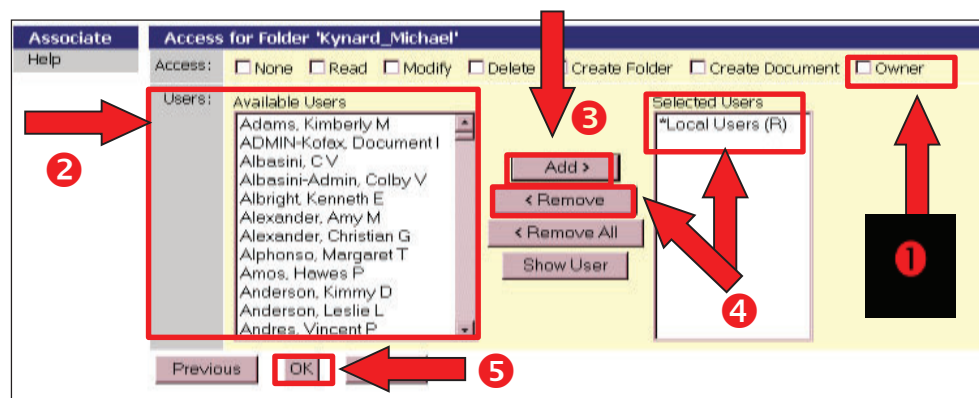 Associate
Help
Access for Folder 'Kynard_Michael'
Access: None Read Modify Delete Create Folder Create Document Owner
Users: Available Users
Adams, Kimberly M
ADMIN-Kofax, Document I
Albasini, C V
Albasini-Admin, Colby V
Albright, Kenneth E
Alexander, Amy M
Alexander, Christian G
Alphonso, Margaret T
Amos, Hawes P
Anderson, Kimmy D
Anderson, Leslie L
Andres, Vincent P
Add >
< Remove
< Remove All
Show User
Selected Users
*Local Users (R)
Previous OK
2
3
4
1
5